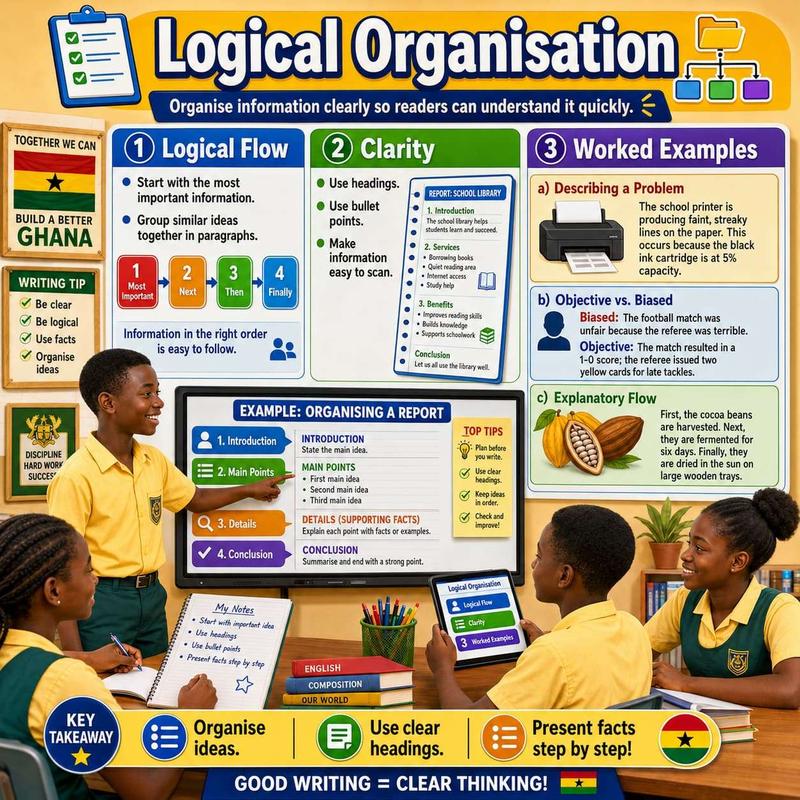 Logical Organisation
Organise information clearly so readers can understand it quickly.
TOGETHER WE CAN
BUILD A BETTER
GHANA
WRITING TIP
Be clear
Be logical
Use facts
Organise
ideas
DISCIPLINE
HARD WORK
SUCCESS
1 Logical Flow
• Start with the most
important information.
• Group similar ideas
together in paragraphs.
1
Most
Important
2
Next
3
Then
4
Finally
Information in the right order
is easy to follow.
2 Clarity
• Use headings.
• Use bullet
points.
• Make
information
easy to scan.
REPORT: SCHOOL LIBRARY
1. Introduction
The school library helps
students learn and succeed.
2. Services
• Borrowing books
• Quiet reading area
• Internet access
• Study help
3. Benefits
• Improves reading skills
• Builds knowledge
• Supports schoolwork
Conclusion
Let us all use the library well.
3 Worked Examples
a) Describing a Problem
The school printer is
producing faint, streaky
lines on the paper. This
occurs because the black
ink cartridge is at 5%
capacity.
b) Objective vs. Biased
Biased: The football match was
unfair because the referee was terrible.
Objective: The match resulted in a
1–0 score; the referee issued two
yellow cards for late tackles.
c) Explanatory Flow
First, the cocoa beans
are harvested. Next,
they are fermented for
six days. Finally, they
are dried in the sun on
large wooden trays.
EXAMPLE: ORGANISING A REPORT
1. Introduction
INTRODUCTION
State the main idea.
2. Main Points
MAIN POINTS
• First main idea
• Second main idea
• Third main idea
3. Details
DETAILS (SUPPORTING FACTS)
Explain each point with facts or examples.
4. Conclusion
CONCLUSION
Summarise and end with a strong point.
TOP TIPS
Plan before
you write.
Use clear
headings.
Keep ideas
in order.
Check and
improve!
My Notes
• Start with important idea
• Use headings
• Use bullet points
• Present facts step by step
ENGLISH
COMPOSITION
OUR WORLD
Logical Organisation
Logical Flow
Clarity
3 Worked Examples
KEY
TAKEAWAY
Organise
ideas.
Use clear
headings.
Present facts
step by step!
GOOD WRITING = CLEAR THINKING!